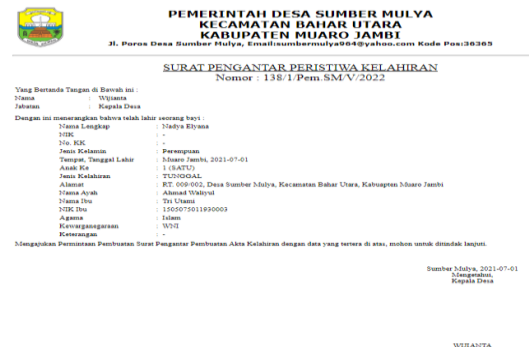 PEMERINTAH DESA SUMBER MULYA
KECAMATAN BAHAR UTARA
KABUPATEN MUARO JAMBI
Jl. Poros Desa Sumber Mulya, Email:sumbermulya964@yahoo.com Kode Pos:36365
SURAT PENGANTAR PERISTIWA KELAHIRAN
Nomor : 138/1/Pem.SM/V/2022
Yang Bertanda Tangan di Bawah ini :
Nama : Wijianta
Jabatan : Kepala Desa
Dengan ini menerangkan bahwa telah lahir seorang bayi :
Nama Lengkap : Nadya Elyana
NIK : -
No. KK : -
Jenis Kelamin : Perempuan
Tempat, Tanggal Lahir : Muaro Jambi, 2021-07-01
Anak Ke : 1 (SATU)
Jenis Kelahiran : TUNGGAL
Alamat : RT. 009/002, Desa Sumber Mulya, Kacamatan Bahar Utara, Kabuapten Muaro Jambi
Nama Ayah : Ahmad Waliyul
Nama Ibu : Tri Utami
NIK Ibu : 1505075011930003
Agama : Islam
Kewarganegaraan : WNI
Keterangan : -
Mengajukan Permintaan Pembuatan Surat Pengantar Pembuatan Akta Kelahiran dengan data yang tertera di atas, mohon untuk ditindak lanjuti.
Sumber Mulya, 2021-07-01
Mengetahui,
Kepala Desa
WIJIANTA